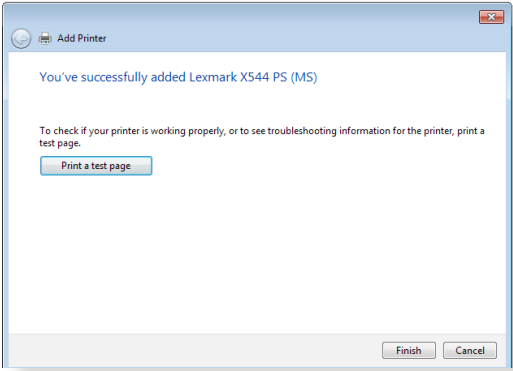 Add Printer
You've successfully added Lexmark X544 PS (MS)
To check if your printer is working properly, or to see troubleshooting information for the printer, print a
test page.
Print a test page
Finish Cancel